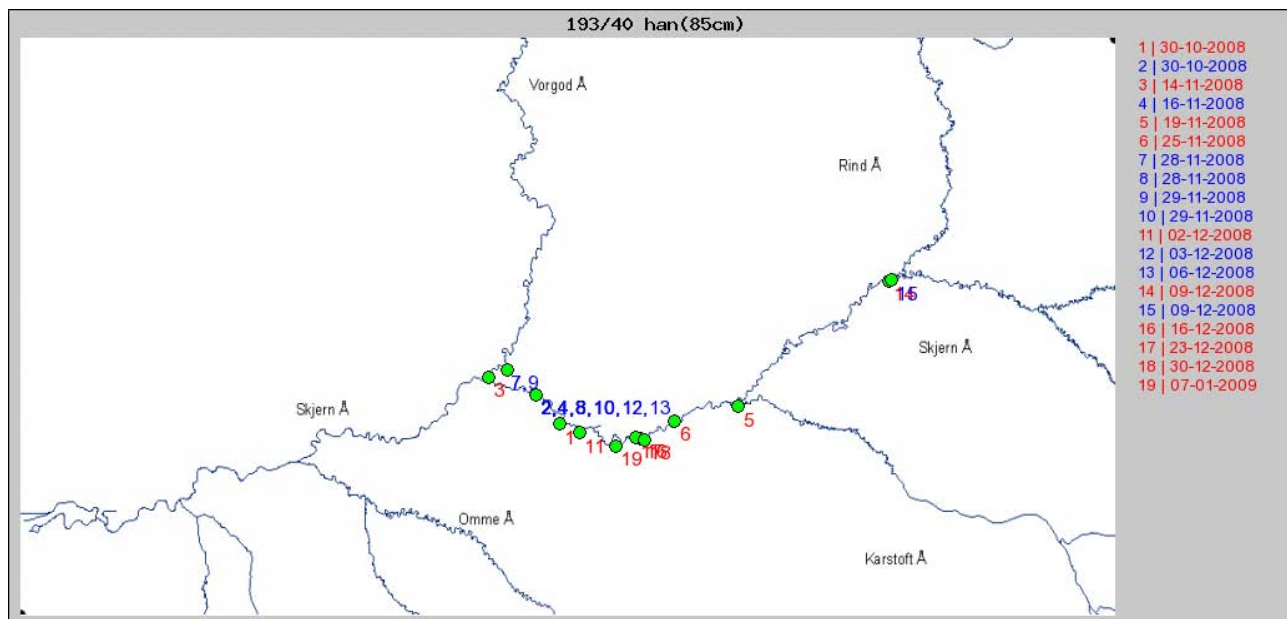 193/40 han(85cm)
1 | 30-10-2008
2 | 30-10-2008
3 | 14-11-2008
4 | 16-11-2008
5 | 19-11-2008
6 | 25-11-2008
7 | 28-11-2008
8 | 28-11-2008
9 | 29-11-2008
10 | 29-11-2008
11 | 02-12-2008
12 | 03-12-2008
13 | 06-12-2008
14 | 09-12-2008
15 | 09-12-2008
16 | 16-12-2008
17 | 23-12-2008
18 | 30-12-2008
19 | 07-01-2009
Vorgod Å
Rind Å
15
Skjern Å
7,9
3
Skjern Å
2,4,8,10,12,13
5
6
1
11
19
Omme Å
Karstoft Å